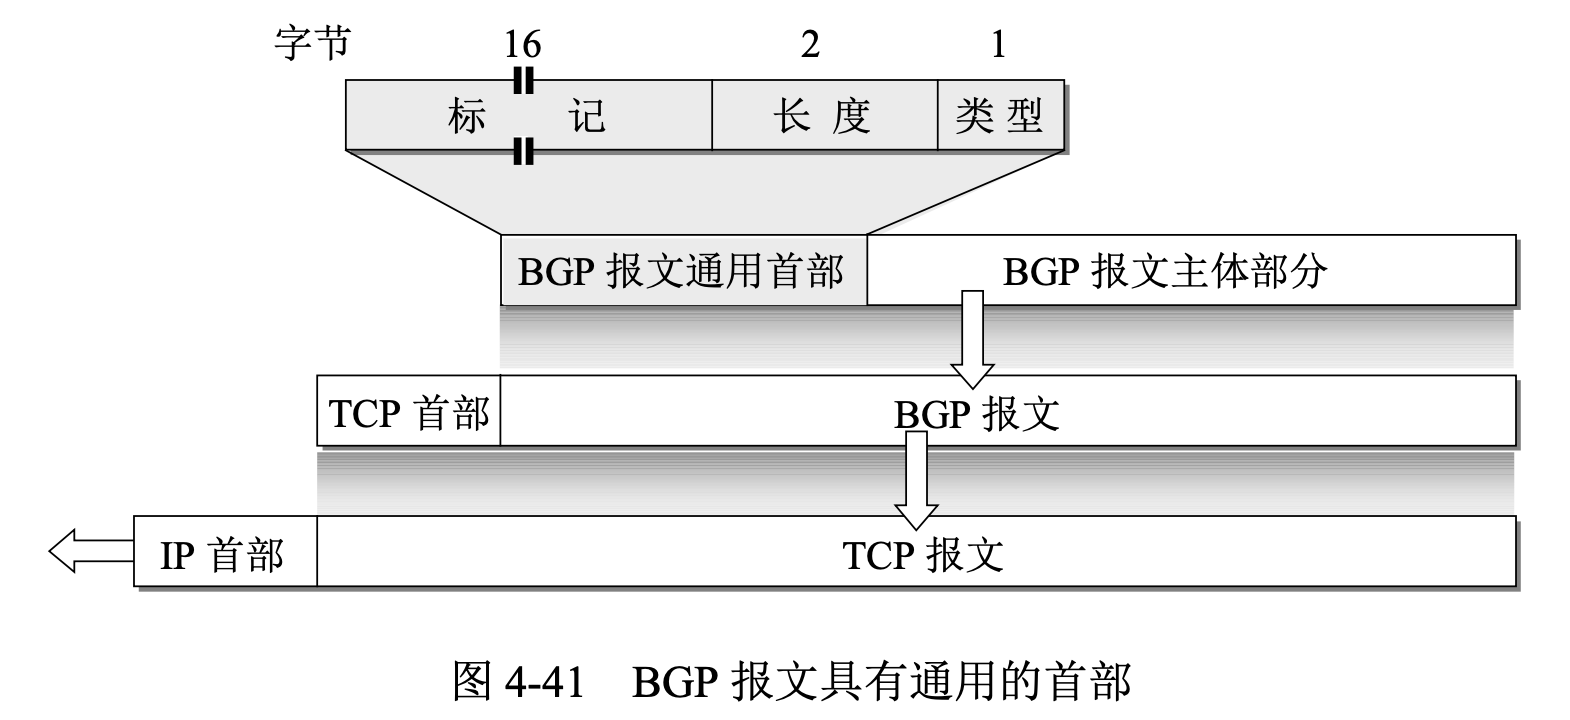 字节 16 2 1
标 记 长 度 类 型
BGP 报文通用首部 BGP 报文主体部分
TCP 首部 BGP 报文
IP 首部 TCP 报文
图 4-41 BGP 报文具有通用的首部